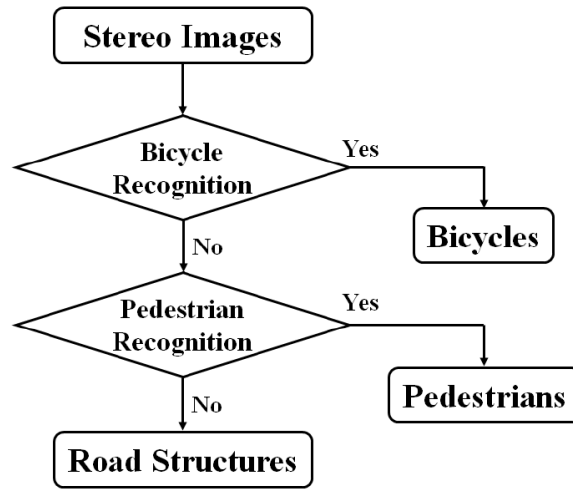 Stereo Images
Bicycle
Recognition
Yes
Bicycles
No
Pedestrian
Recognition
Yes
Pedestrians
No
Road Structures